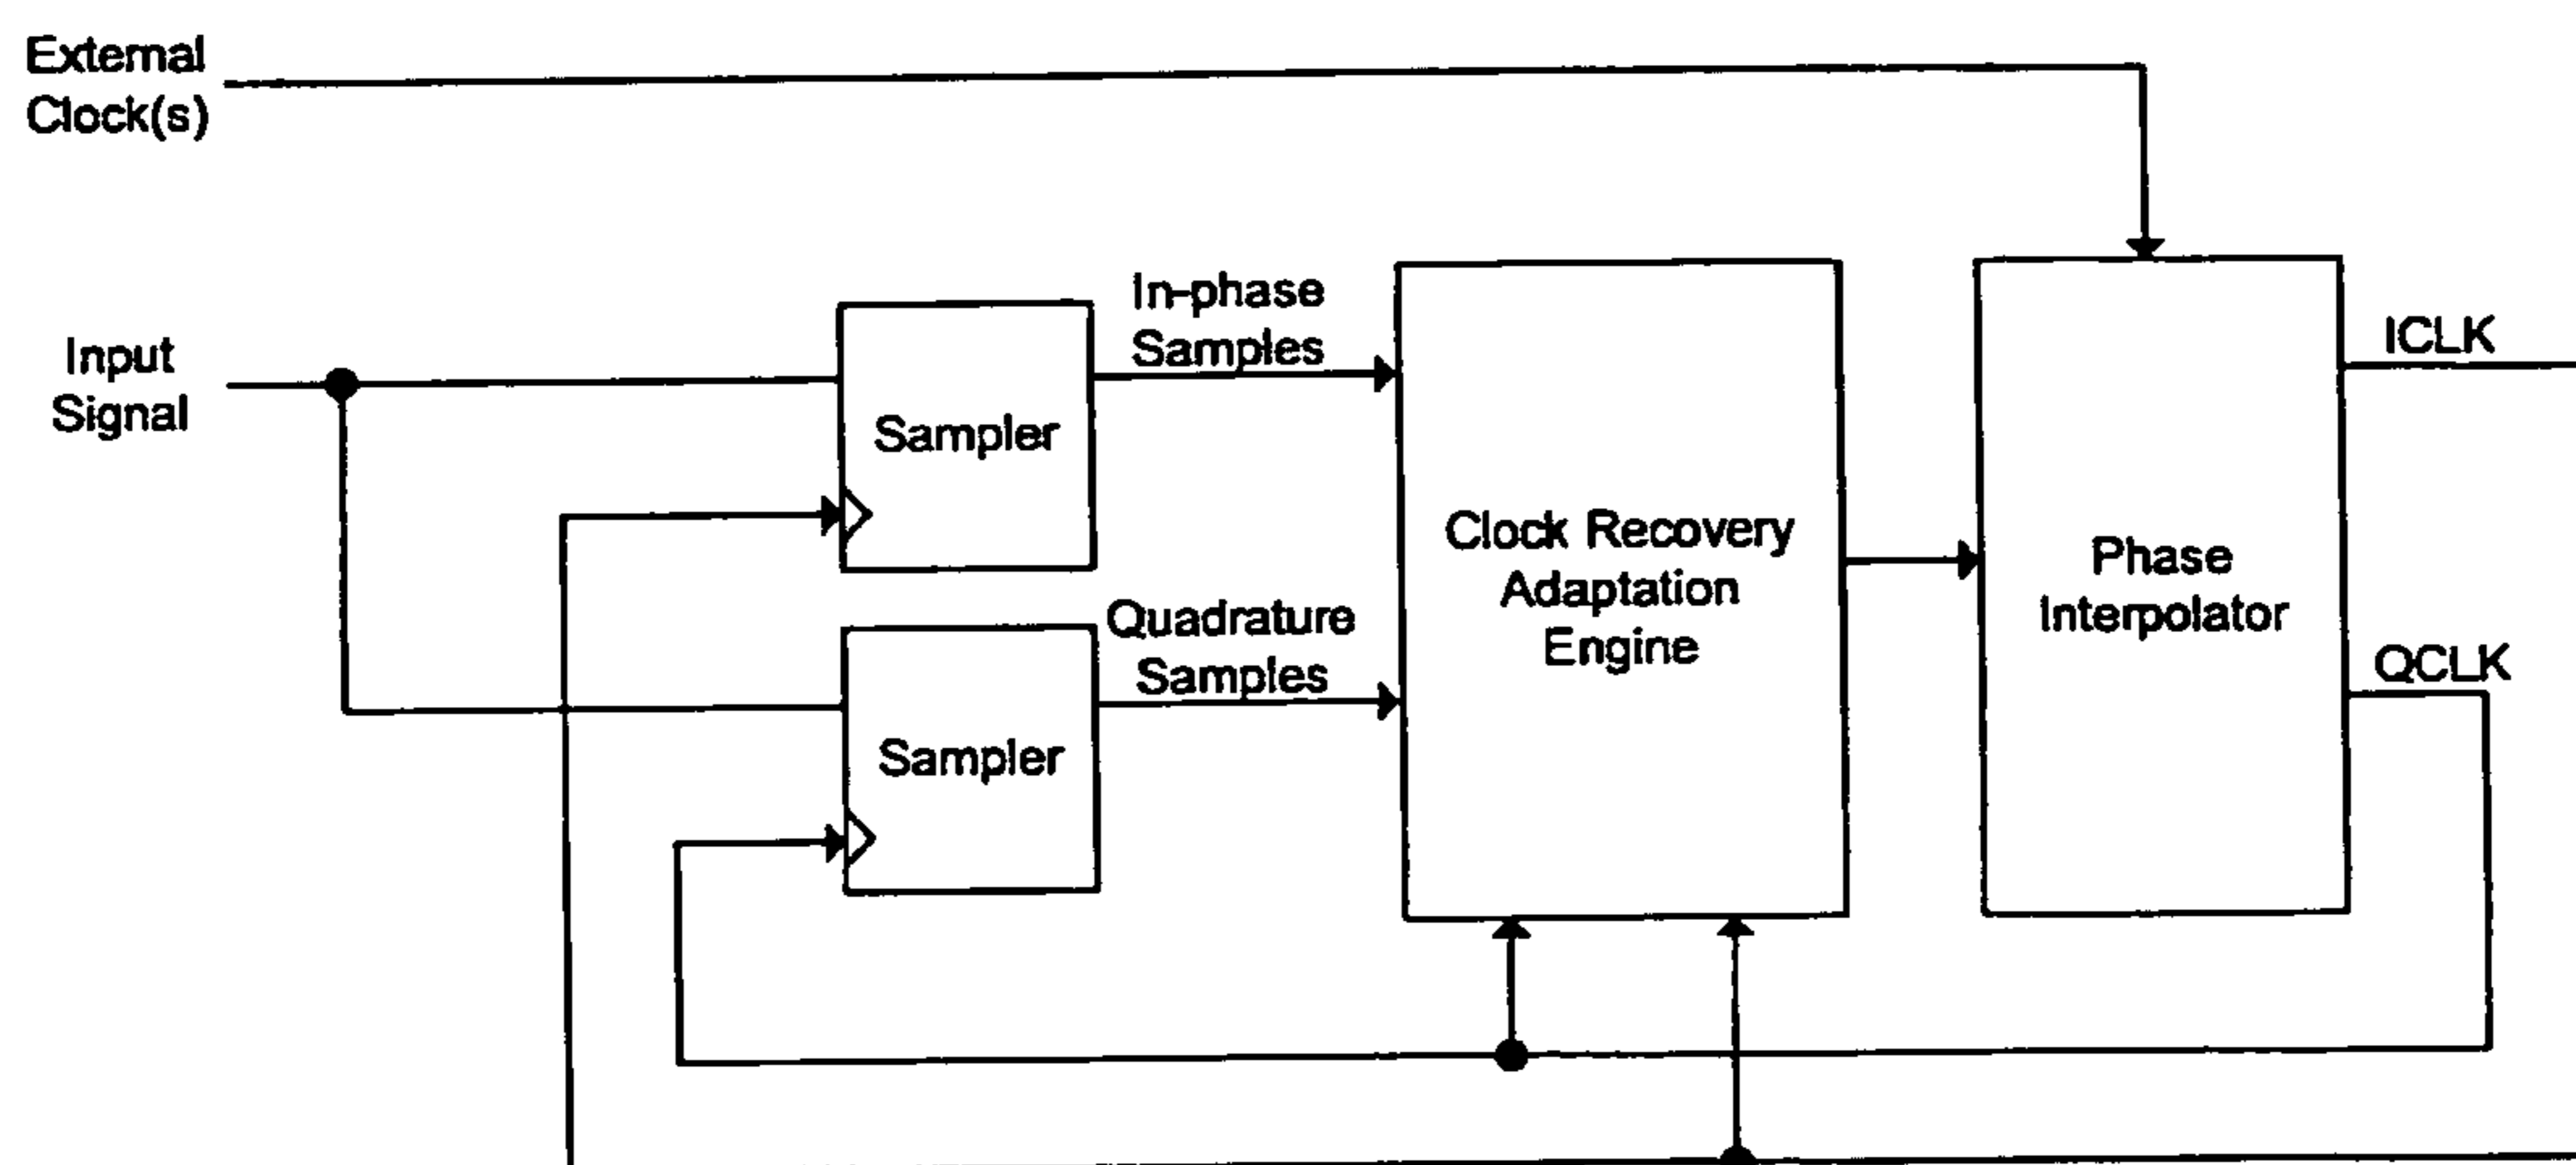 External
Clock(s)
Input
Signal
Sampler
In-phase
Samples
Sampler
Quadrature
Samples
Clock Recovery
Adaptation
Engine
Phase
Interpolator
ICLK
QCLK